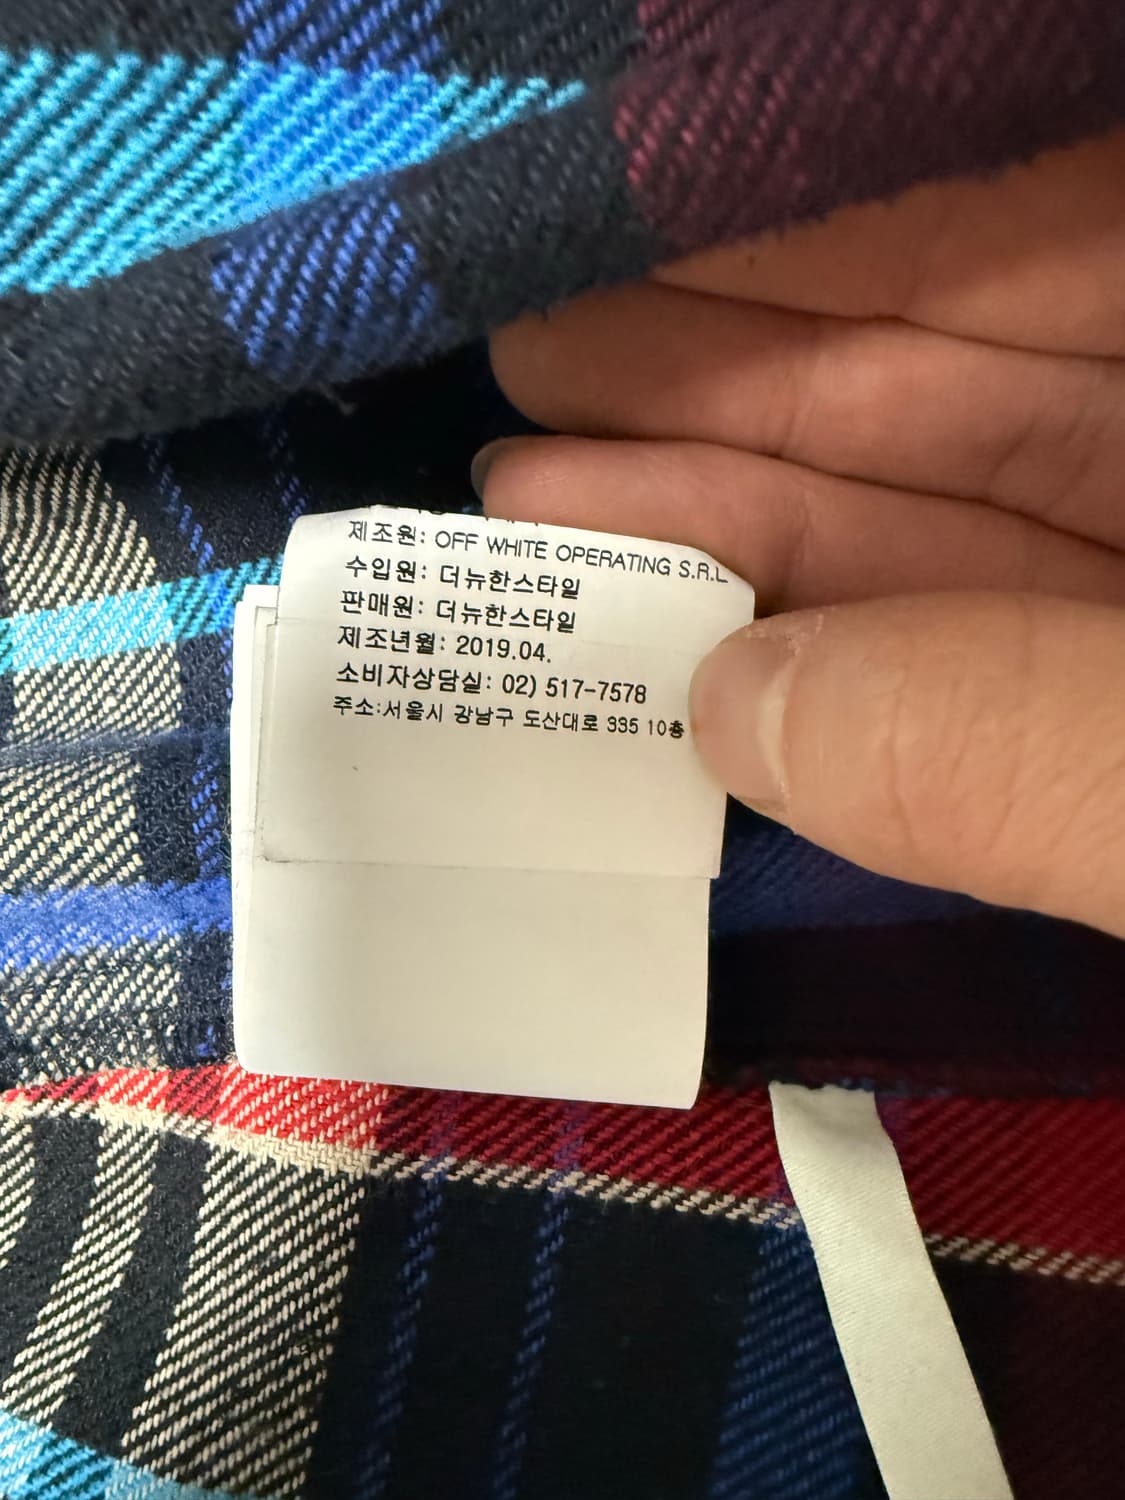 제조원: OFF WHITE OPERATING S.R.L
수입원: 더뉴한스타일
판매원: 더뉴한스타일
제조년월: 2019.04.
소비자상담실: 02) 517-7578
주소:서울시 강남구 도산대로 335 10층